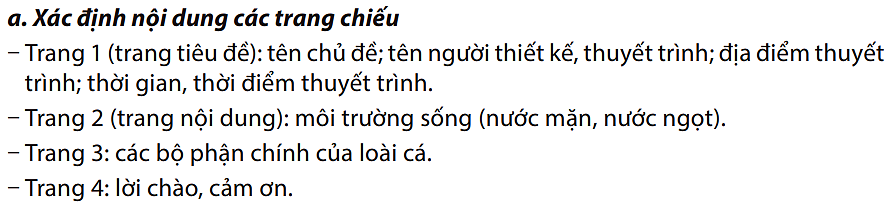 a. Xác định nội dung các trang chiếu
– Trang 1 (trang tiêu đề): tên chủ đề; tên người thiết kế, thuyết trình; địa điểm thuyết
trình; thời gian, thời điểm thuyết trình.
– Trang 2 (trang nội dung): môi trường sống (nước mặn, nước ngọt).
– Trang 3: các bộ phận chính của loài cá.
– Trang 4: lời chào, cảm ơn.